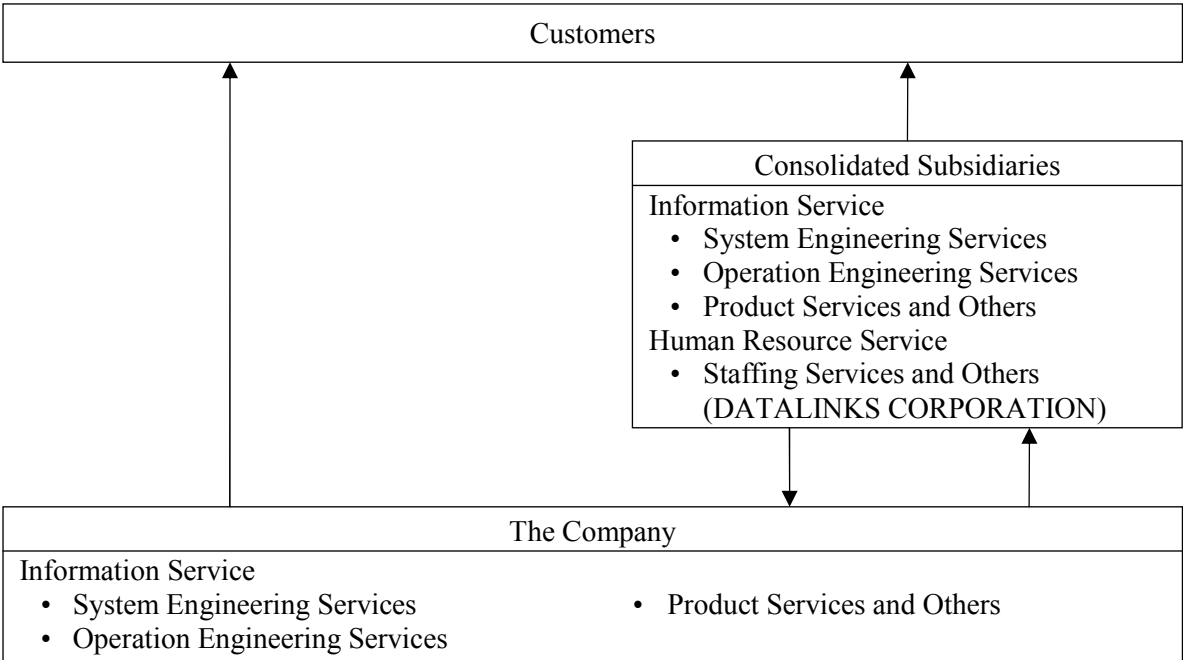 Customers
Consolidated Subsidiaries
Information Service
• System Engineering Services
• Operation Engineering Services
• Product Services and Others
Human Resource Service
• Staffing Services and Others
(DATALINKS CORPORATION)
The Company
Information Service
• System Engineering Services
• Operation Engineering Services
• Product Services and Others